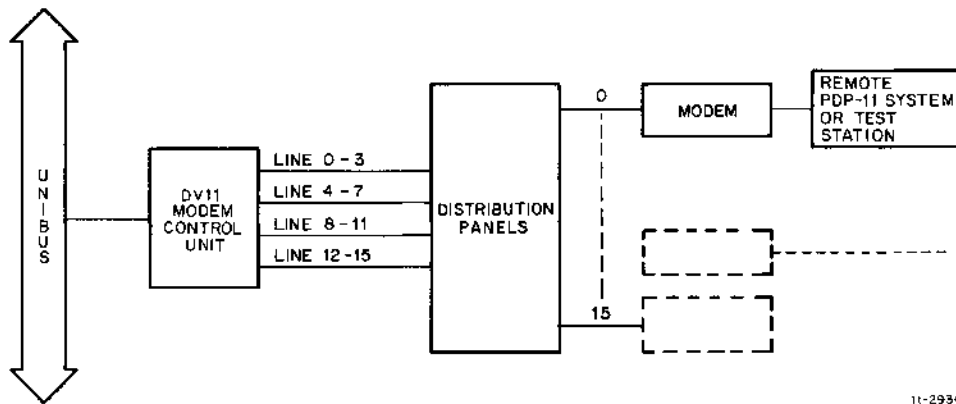 UNIBUS
DV11
MODEM
CONTROL
UNIT
LINE 0-3
LINE 4-7
LINE 8-11
LINE 12-15
DISTRIBUTION
PANELS
0
15
MODEM
REMOTE
PDP-11 SYSTEM
OR TEST
STATION